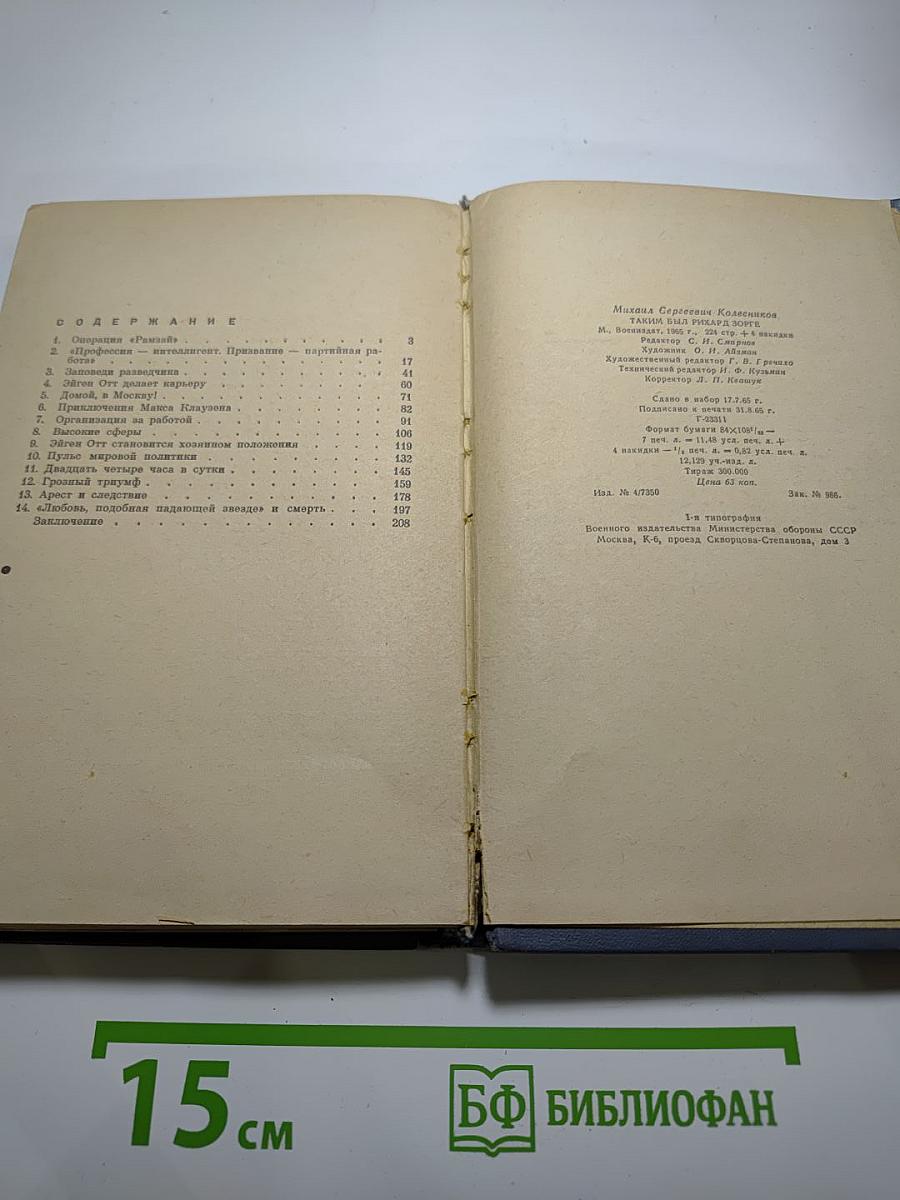 СОДЕРЖАНИЕ
1. Операция «Рамзай» . . . . . . . . . . 3
2. «Профессия — интеллигент. Призвание — партийная ра-
бота» . . . . . . . . . . . . . . . 17
3. Заповеди разведчика . . . . . . . . . . 41
4. Эйген Отт делает карьеру . . . . . . . . 60
5. Домой, в Москву! . . . . . . . . . . . 71
6. Приключения Макса Клаузена . . . . . . . 82
7. Организация за работой . . . . . . . . . 91
8. Высокие сферы . . . . . . . . . . . 106
9. Эйген Отт становится хозяином положения . . . . 119
10. Пульс мировой политики . . . . . . . . . 132
11. Двадцать четыре часа в сутки . . . . . . . . 145
12. Грозный триумф . . . . . . . . . . . 159
13. Арест и следствие . . . . . . . . . . 178
14. «Любовь, подобная падающей звезде» и смерть . . . 197
Заключение . . . . . . . . . . . . . 208
Михаил Сергеевич Колесников
ТАКИМ БЫЛ РИХАРД ЗОРГЕ
М., Воениздат, 1965 г., 224 стр. + 4 накидки
Редактор С. И. Смирнов
Художник О. И. Айзман
Художественный редактор Г. В. Гречихо
Технический редактор И. Ф. Кузьмин
Корректор Л. П. Квашук
Сдано в набор 17.7.65 г.
Подписано к печати 31.8.65 г.
Г-23311
Формат бумаги 84×108¹/₃₂ —
7 печ. л. = 11,48 усл. печ. л. +
4 накидки — ¹/₂ печ. л. = 0,82 усл. печ. л.
12,129 уч.-изд. л.
Тираж 300.000
Цена 63 коп.
Изд. № 4/7350 Зак. № 986.
1-я типография
Военного издательства Министерства обороны СССР
Москва, К-6, проезд Скворцова-Степанова, дом 3
15 см
БФ БИБЛИОФАН